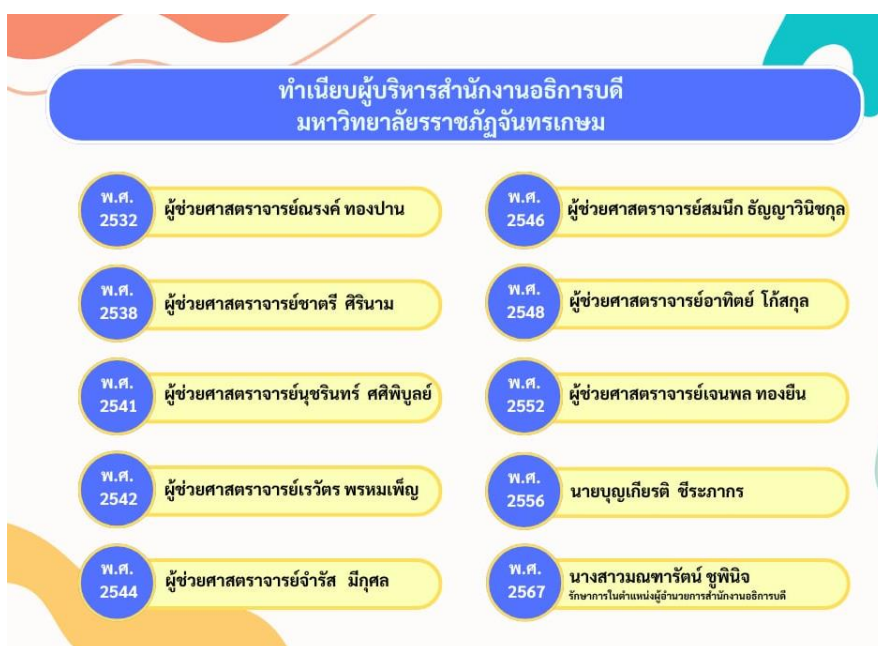 ทำเนียบผู้บริหารสำนักงานอธิการบดี
มหาวิทยาลัยรราชภัฏจันทรเกษม
พ.ศ.
2532
ผู้ช่วยศาสตราจารย์ณรงค์ ทองปาน
พ.ศ.
2538
ผู้ช่วยศาสตราจารย์ชาตรี ศิรินาม
พ.ศ.
2541
ผู้ช่วยศาสตราจารย์นุชรินทร์ ศศิพิบูลย์
พ.ศ.
2542
ผู้ช่วยศาสตราจารย์เรวัตร พรหมเพ็ญ
พ.ศ.
2544
ผู้ช่วยศาสตราจารย์จำรัส มีกุศล
พ.ศ.
2546
ผู้ช่วยศาสตราจารย์สมนึก ธัญญาวินิชกุล
พ.ศ.
2548
ผู้ช่วยศาสตราจารย์อาทิตย์ โก้สกุล
พ.ศ.
2552
ผู้ช่วยศาสตราจารย์เจนพล ทองยืน
พ.ศ.
2556
นายบุญเกียรติ ชีระภากร
พ.ศ.
2567
นางสาวมณฑารัตน์ ชูพินิจ
รักษาการในตำแหน่งผู้อำนวยการสำนักงานอธิการบดี